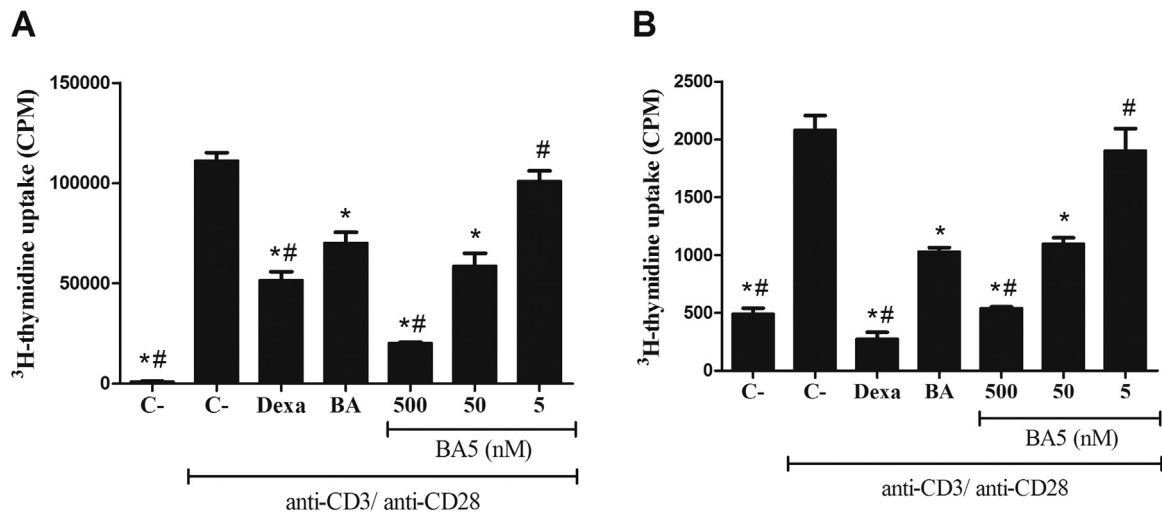 A
³H-thymidine uptake (CPM)
150000
100000
50000
0
*#
*#
*
*#
*
#
C- C- Dexa BA 500 50 5
BA5 (nM)
anti-CD3/ anti-CD28
B
³H-thymidine uptake (CPM)
2500
2000
1500
1000
500
0
*#
*#
*
*#
*
#
C- C- Dexa BA 500 50 5
BA5 (nM)
anti-CD3/ anti-CD28